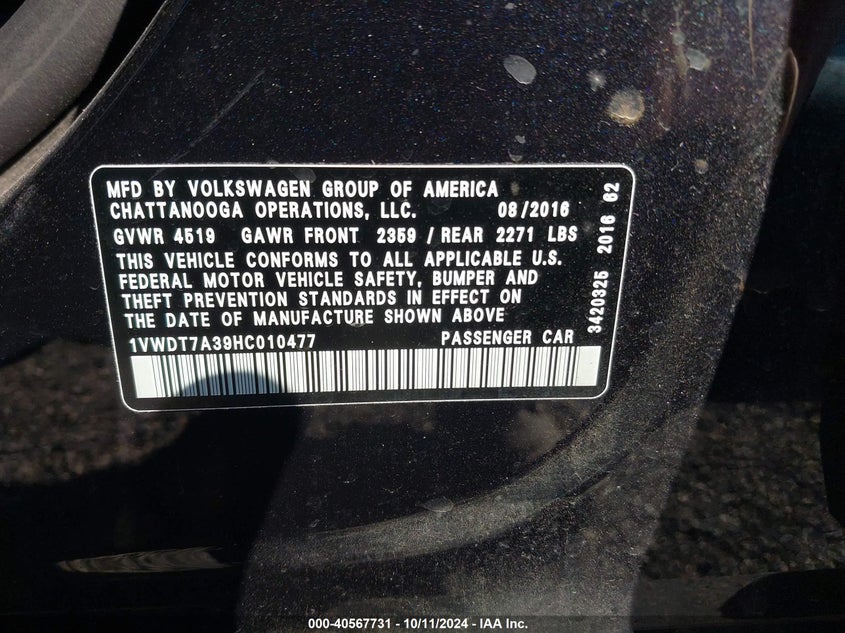 MFD BY VOLKSWAGEN GROUP OF AMERICA
CHATTANOOGA OPERATIONS, LLC. 08/2016
GVWR 4519 GAWR FRONT 2359 / REAR 2271 LBS
THIS VEHICLE CONFORMS TO ALL APPLICABLE U.S.
FEDERAL MOTOR VEHICLE SAFETY, BUMPER AND
THEFT PREVENTION STANDARDS IN EFFECT ON
THE DATE OF MANUFACTURE SHOWN ABOVE
1VWDT7A39HC010477 PASSENGER CAR
3420325 2016 62
000-40567731 - 10/11/2024 - IAA Inc.